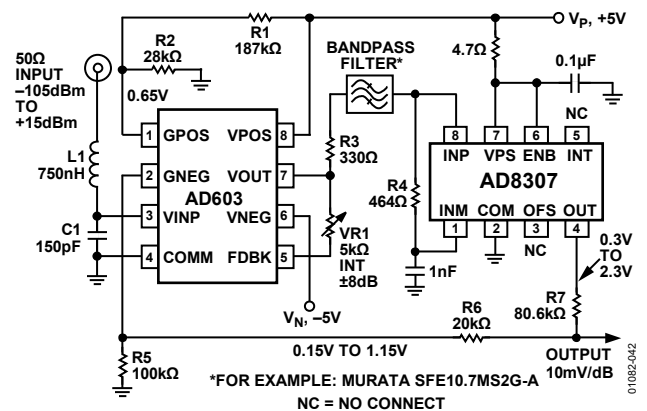 V_P, +5V
R1
187kΩ
R2
28kΩ
50Ω
INPUT
–105dBm
TO
+15dBm
0.65V
BANDPASS
FILTER*
4.7Ω
0.1µF
NC
L1
750nH
C1
150pF
1 GPOS VPOS 8
2 GNEG VOUT 7
AD603
3 VINP VNEG 6
4 COMM FDBK 5
R3
330Ω
VR1
5kΩ
INT
±8dB
V_N, –5V
R4
464Ω
8 7 6 5
INP VPS ENB INT
AD8307
INM COM OFS OUT
1 2 3 4
NC
1nF
0.3V
TO
2.3V
R7
80.6kΩ
R6
20kΩ
R5
100kΩ
0.15V TO 1.15V
OUTPUT
10mV/dB
*FOR EXAMPLE: MURATA SFE10.7MS2G-A
NC = NO CONNECT
01082-042